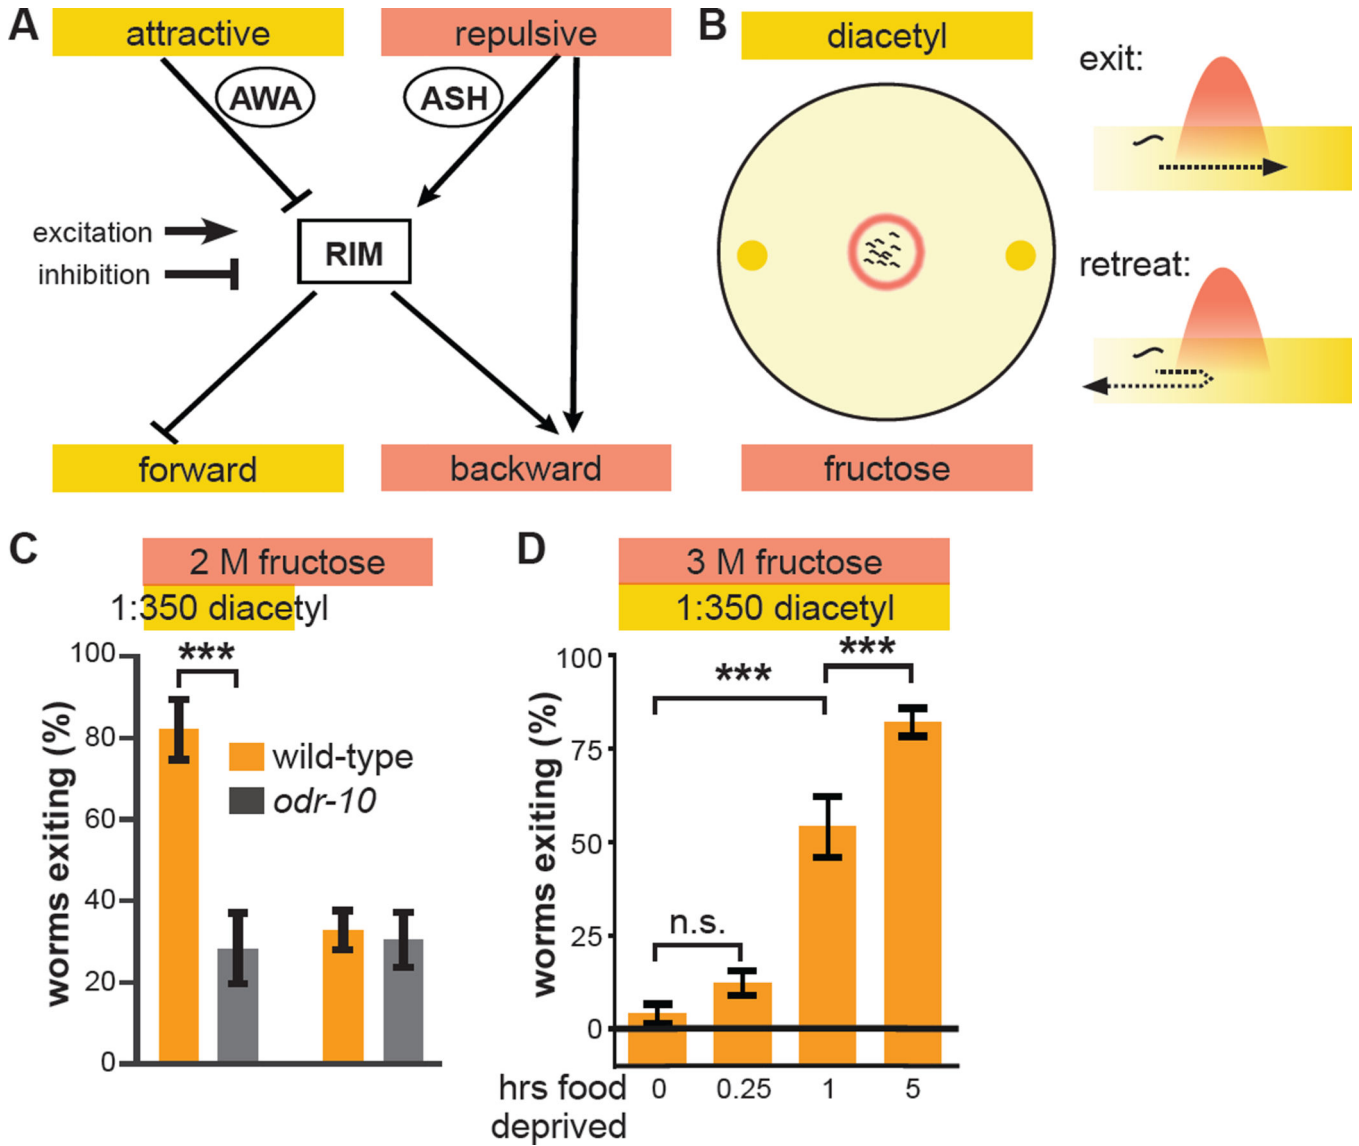 A
attractive
repulsive
AWA
ASH
excitation
inhibition
RIM
forward
backward
B
diacetyl
exit:
retreat:
fructose
C
2 M fructose
1:350 diacetyl
***
100
80
60
40
20
0
worms exiting (%)
wild-type
odr-10
D
3 M fructose
1:350 diacetyl
***
***
n.s.
100
75
50
25
0
worms exiting (%)
hrs food
deprived
0 0.25 1 5